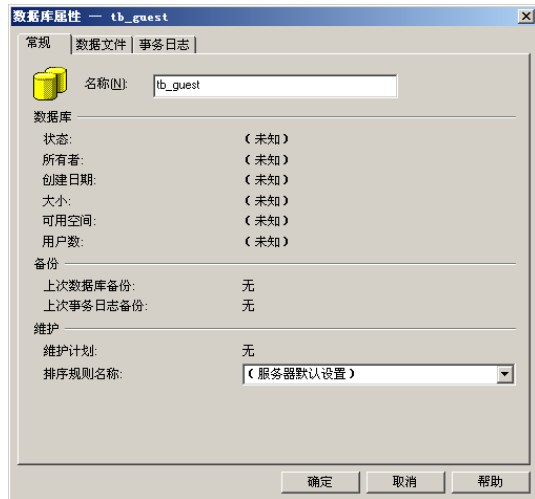 数据库属性 — tb_guest
常规 数据文件 事务日志
名称(N): tb_guest
数据库
状态: (未知)
所有者: (未知)
创建日期: (未知)
大小: (未知)
可用空间: (未知)
用户数: (未知)
备份
上次数据库备份: 无
上次事务日志备份: 无
维护
维护计划: 无
排序规则名称: (服务器默认设置)
确定 取消 帮助